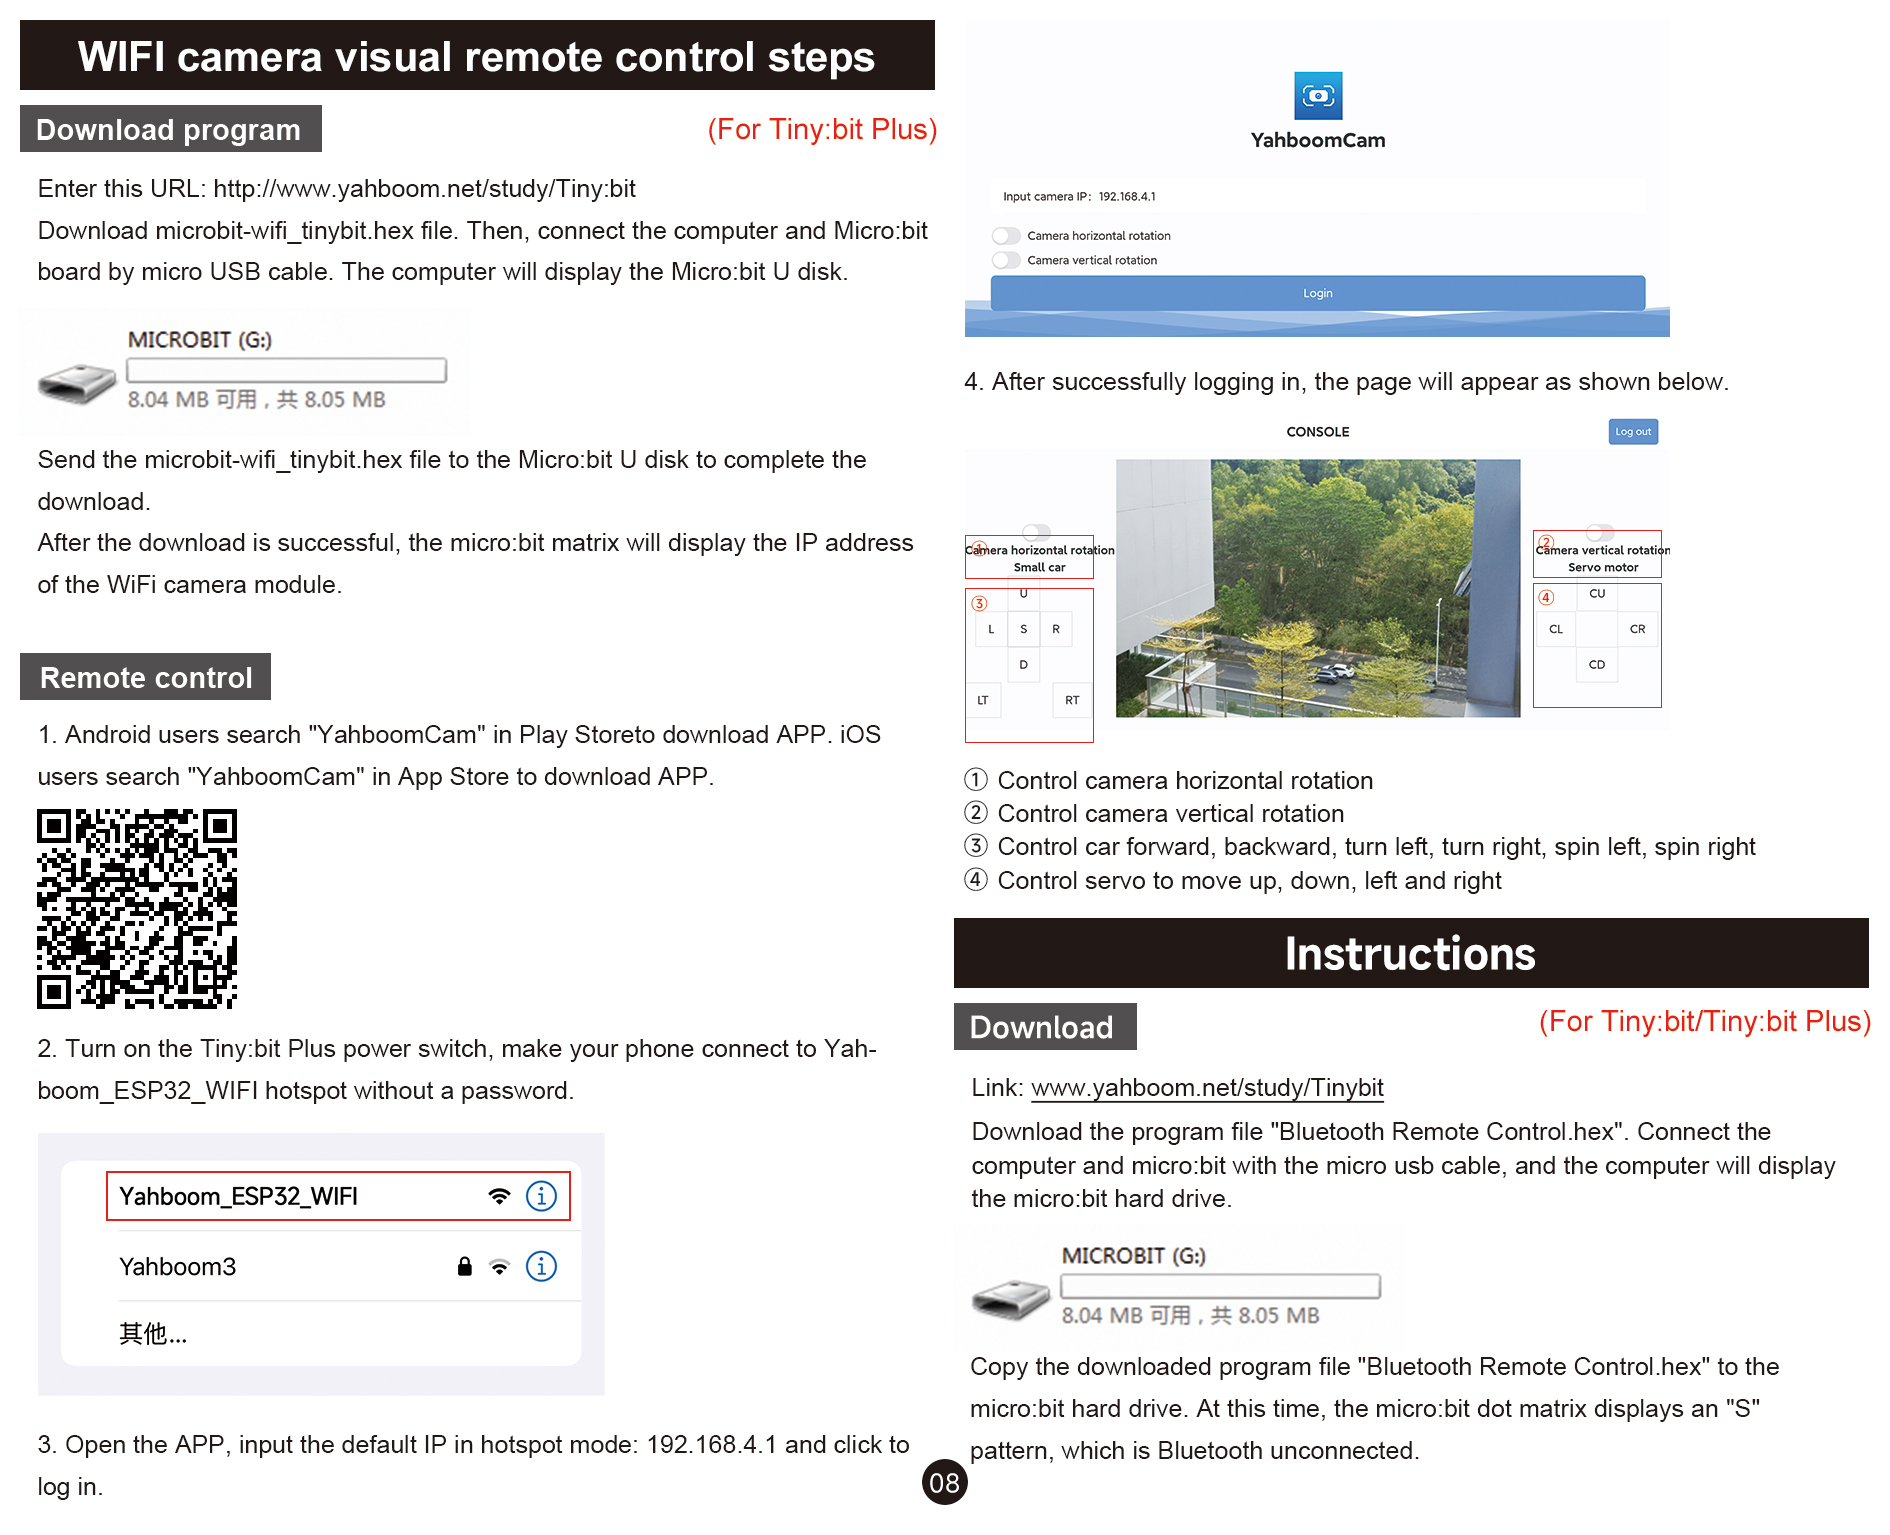 WIFI camera visual remote control steps
Download program
(For Tiny:bit Plus)
Enter this URL: http://www.yahboom.net/study/Tiny:bit
Download microbit-wifi_tinybit.hex file. Then, connect the computer and Micro:bit
board by micro USB cable. The computer will display the Micro:bit U disk.
MICROBIT (G:)
8.04 MB 可用 , 共 8.05 MB
Send the microbit-wifi_tinybit.hex file to the Micro:bit U disk to complete the
download.
After the download is successful, the micro:bit matrix will display the IP address
of the WiFi camera module.
Remote control
1. Android users search "YahboomCam" in Play Storeto download APP. iOS
users search "YahboomCam" in App Store to download APP.
2. Turn on the Tiny:bit Plus power switch, make your phone connect to Yah-
boom_ESP32_WIFI hotspot without a password.
Yahboom_ESP32_WIFI
Yahboom3
其他...
3. Open the APP, input the default IP in hotspot mode: 192.168.4.1 and click to
log in.
YahboomCam
Input camera IP: 192.168.4.1
Camera horizontal rotation
Camera vertical rotation
Login
4. After successfully logging in, the page will appear as shown below.
CONSOLE
Log out
①
Camera horizontal rotation
Small car
③
U
L S R
D
LT RT
②
Camera vertical rotation
Servo motor
④
CU
CL CR
CD
① Control camera horizontal rotation
② Control camera vertical rotation
③ Control car forward, backward, turn left, turn right, spin left, spin right
④ Control servo to move up, down, left and right
Instructions
Download
(For Tiny:bit/Tiny:bit Plus)
Link: www.yahboom.net/study/Tinybit
Download the program file "Bluetooth Remote Control.hex". Connect the
computer and micro:bit with the micro usb cable, and the computer will display
the micro:bit hard drive.
MICROBIT (G:)
8.04 MB 可用 , 共 8.05 MB
Copy the downloaded program file "Bluetooth Remote Control.hex" to the
micro:bit hard drive. At this time, the micro:bit dot matrix displays an "S"
pattern, which is Bluetooth unconnected.
08